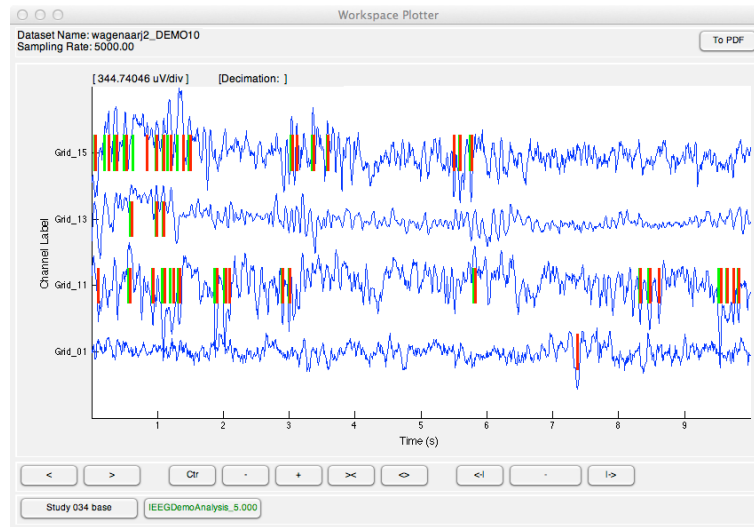 Workspace Plotter
Dataset Name: wagenaarj2_DEMO10
Sampling Rate: 5000.00
To PDF
[ 344.74046 uV/div ] [Decimation: ]
Grid_15
Grid_13
Channel Label
Grid_11
Grid_01
1 2 3 4 5 6 7 8 9
Time (s)
< > Ctr - + >< <> <-| - |->
Study 034 base IEEGDemoAnalysis_5.000